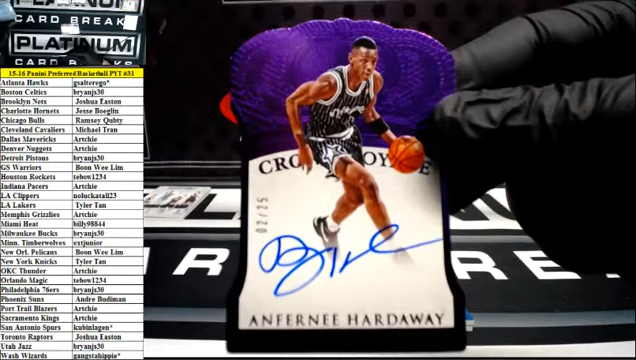 PLATINUM
CARD BREAKS
PLATINUM
CARD BREAKS
15-16 Panini Preferred Basketball PYT #31
Atlanta Hawks gsalterego*
Boston Celtics bryanjs30
Brooklyn Nets Joshua Easton
Charlotte Hornets Jesse Boeglin
Chicago Bulls Ramsey Qubty
Cleveland Cavaliers Michael Tran
Dallas Mavericks Artchie
Denver Nuggets Artchie
Detroit Pistons bryanjs30
GS Warriors Boon Wee Lim
Houston Rockets tebow1234
Indiana Pacers Artchie
LA Clippers noluckatall23
LA Lakers Tyler Tan
Memphis Grizzlies Artchie
Miami Heat billy98844
Milwaukee Bucks bryanjs30
Minn. Timberwolves extjunior
New Orl. Pelicans Boon Wee Lim
New York Knicks Tyler Tan
OKC Thunder Artchie
Orlando Magic tebow1234
Philadelphia 76ers bryanjs30
Phoenix Suns Andre Budiman
Port Trail Blazers Artchie
Sacramento Kings Artchie
San Antonio Spurs kubinlagen*
Toronto Raptors Joshua Easton
Utah Jazz bryanjs30
Wash Wizards gangstahippie*
02/25
ANFERNEE HARDAWAY